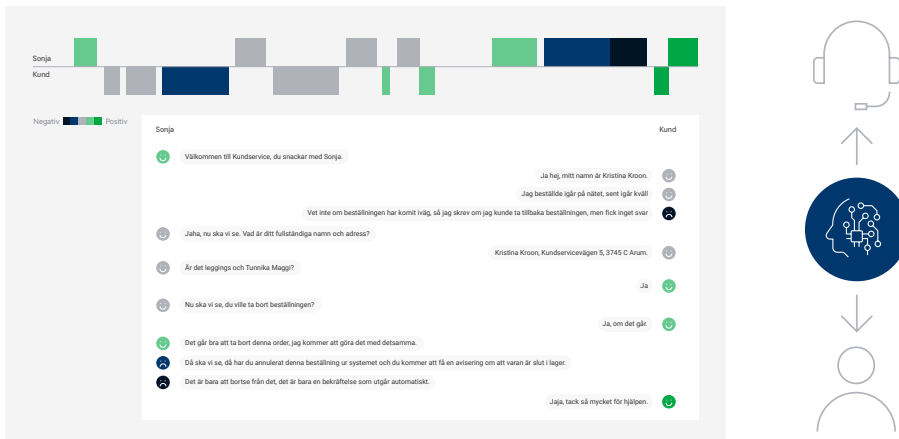 Sonja
Kund
Negativ Positiv
Sonja Kund
Välkommen till Kundservice, du snackar med Sonja.
Ja hej, mitt namn är Kristina Kroon.
Jag beställde igår på nätet, sent igår kväll
Vet inte om beställningen har komit iväg, så jag skrev om jag kunde ta tillbaka beställningen, men fick inget svar
Jaha, nu ska vi se. Vad är ditt fullständiga namn och adress?
Kristina Kroon, Kundservicevägen 5, 3745 C Arum.
Är det leggings och Tunnika Maggi?
Ja
Nu ska vi se, du ville ta bort beställningen?
Ja, om det går.
Det går bra att ta bort denna order, jag kommer att göra det med detsamma.
Då ska vi se, då har du annulerat denna beställning ur systemet och du kommer att få en avisering om att varan är slut i lager.
Det är bara att bortse från det, det är bara en bekräftelse som utgår automatiskt.
Jaja, tack så mycket för hjälpen.